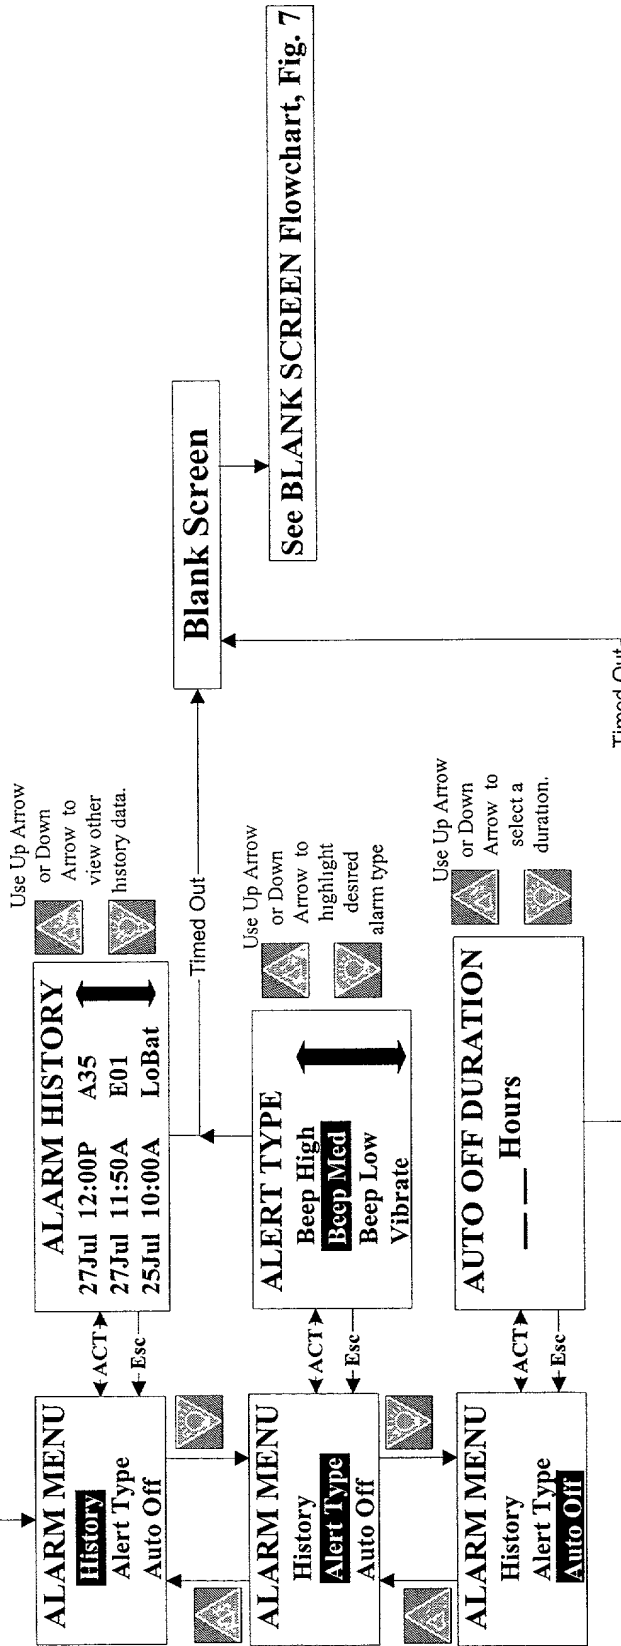 ALARM MENU
History
Alert Type
Auto Off
ACT
Esc
ALARM HISTORY
27Jul 12:00P A35
27Jul 11:50A E01
25Jul 10:00A LoBat
Use Up Arrow
or Down
Arrow to
view other
history data.
Timed Out
Blank Screen
See BLANK SCREEN Flowchart, Fig. 7
ALARM MENU
History
Alert Type
Auto Off
ACT
Esc
ALERT TYPE
Beep High
Beep Med
Beep Low
Vibrate
Use Up Arrow
or Down
Arrow to
highlight
desired
alarm type
ALARM MENU
History
Alert Type
Auto Off
ACT
Esc
AUTO OFF DURATION
__ __ Hours
Use Up Arrow
or Down
Arrow to
select a
duration.
Timed Out